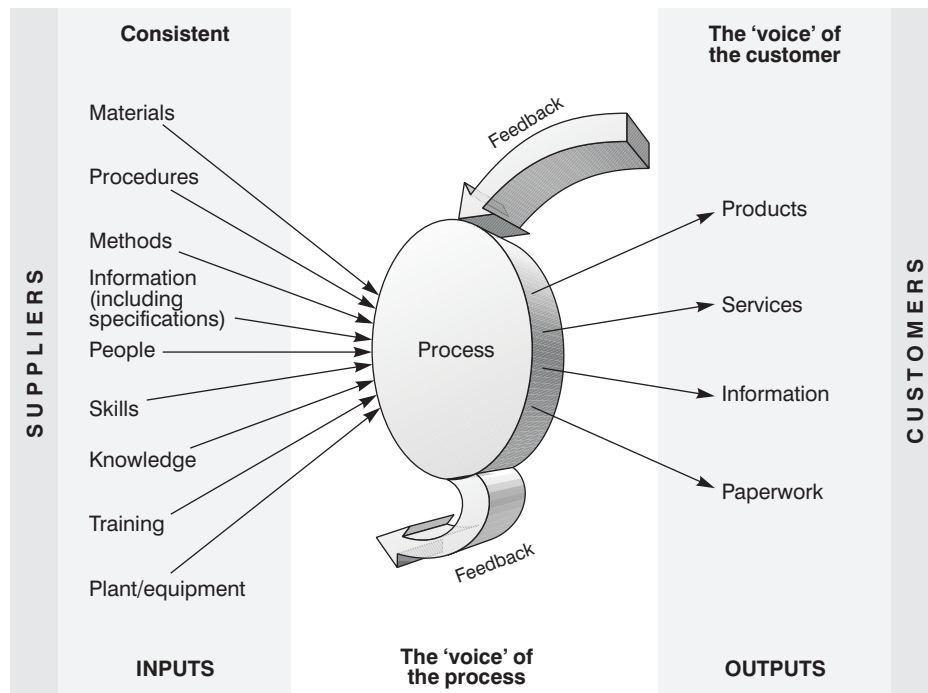 SUPPLIERS
Consistent
Materials
Procedures
Methods
Information
(including
specifications)
People
Skills
Knowledge
Training
Plant/equipment
INPUTS
Feedback
Process
Feedback
The ‘voice’ of
the process
The ‘voice’ of
the customer
Products
Services
Information
Paperwork
OUTPUTS
CUSTOMERS